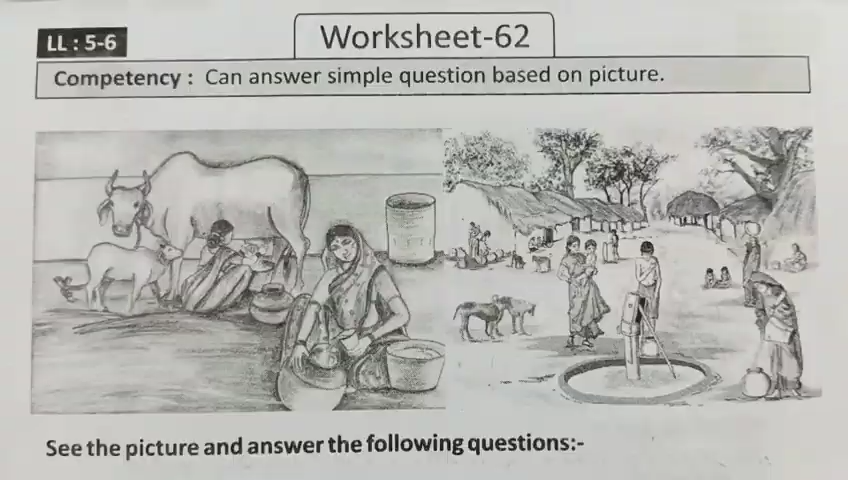 LL : 5-6
Worksheet-62
Competency : Can answer simple question based on picture.
See the picture and answer the following questions:-